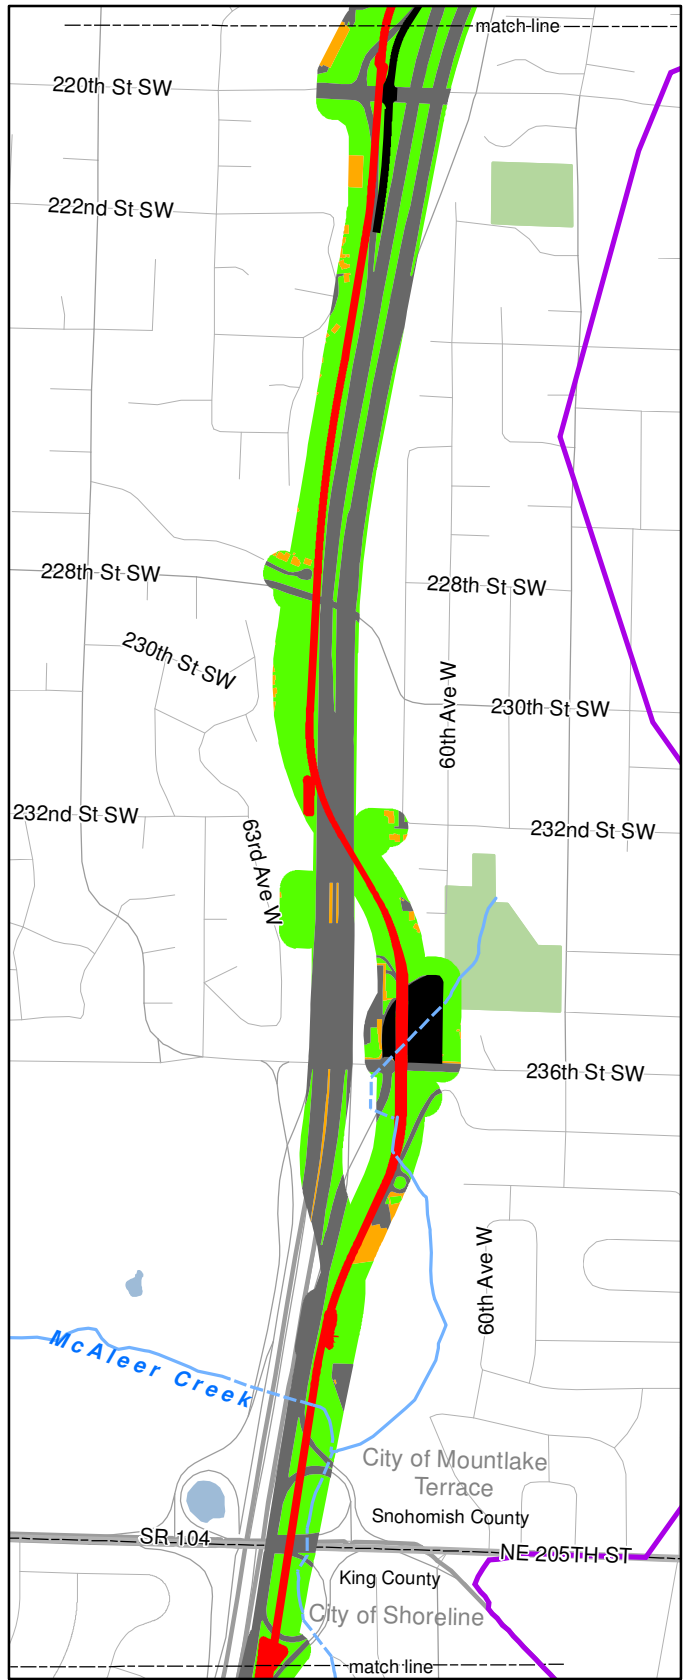 match-line
220th St SW
222nd St SW
228th St SW
228th St SW
230th St SW
60th Ave W
230th St SW
232nd St SW
63rd Ave W
232nd St SW
236th St SW
60th Ave W
McAleer Creek
City of Mountlake
Terrace
Snohomish County
SR 104
NE 205TH ST
King County
City of Shoreline
match line